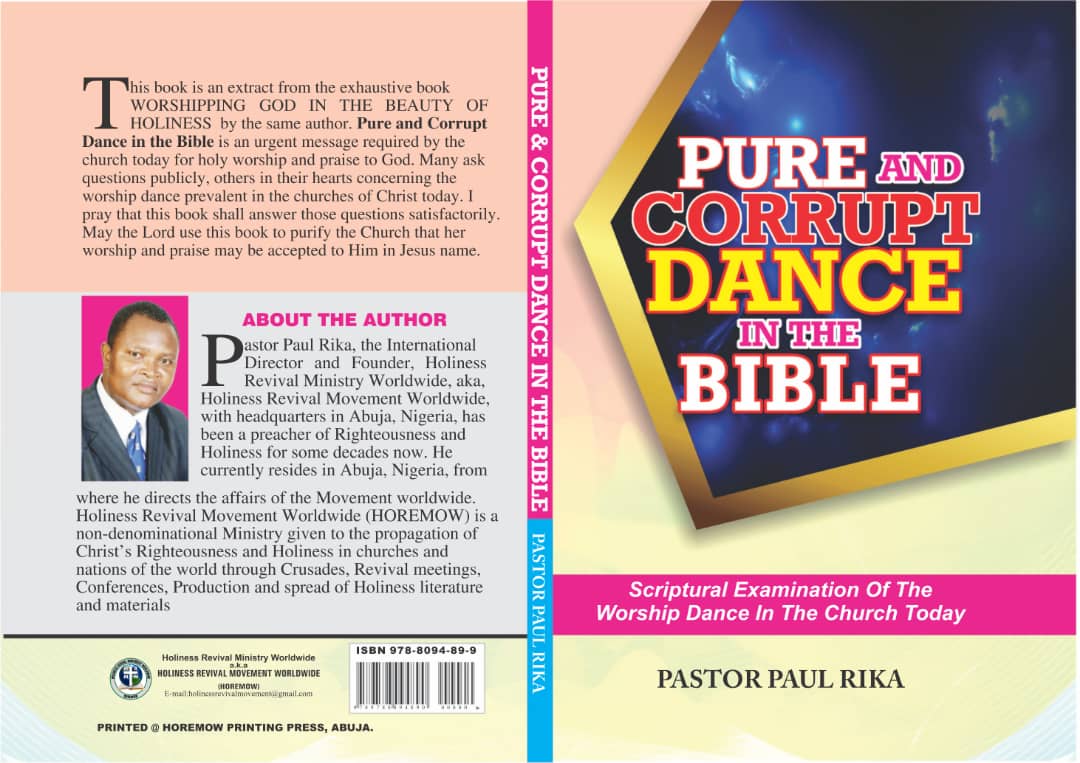 This book is an extract from the exhaustive book
WORSHIPPING GOD IN THE BEAUTY OF
HOLINESS by the same author. Pure and Corrupt
Dance in the Bible is an urgent message required by the
church today for holy worship and praise to God. Many ask
questions publicly, others in their hearts concerning the
worship dance prevalent in the churches of Christ today. I
pray that this book shall answer those questions satisfactorily.
May the Lord use this book to purify the Church that her
worship and praise may be accepted to Him in Jesus name.
ABOUT THE AUTHOR
Pastor Paul Rika, the International
Director and Founder, Holiness
Revival Ministry Worldwide, aka,
Holiness Revival Movement Worldwide,
with headquarters in Abuja, Nigeria, has
been a preacher of Righteousness and
Holiness for some decades now. He
currently resides in Abuja, Nigeria, from
where he directs the affairs of the Movement worldwide.
Holiness Revival Movement Worldwide (HOREMOW) is a
non-denominational Ministry given to the propagation of
Christ's Righteousness and Holiness in churches and
nations of the world through Crusades, Revival meetings,
Conferences, Production and spread of Holiness literature
and materials
Holiness Revival Ministry Worldwide
a.k.a
HOLINESS REVIVAL MOVEMENT WORLDWIDE
(HOREMOW)
E-mail:holinessrevivalmovement@gmail.com
ISBN 978-8094-89-9
PRINTED @ HOREMOW PRINTING PRESS, ABUJA.
PURE & CORRUPT DANCE IN THE BIBLE
PASTOR PAUL RIKA
PURE AND
CORRUPT
DANCE
IN THE
BIBLE
Scriptural Examination Of The
Worship Dance In The Church Today
PASTOR PAUL RIKA